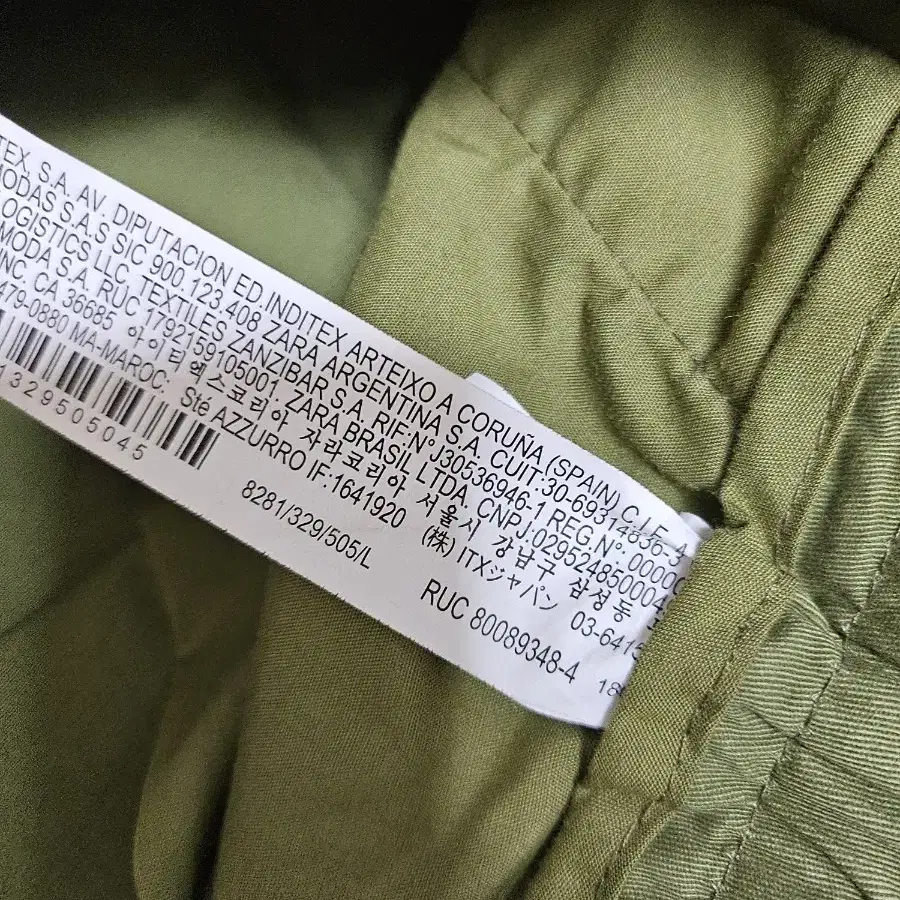 TEX, S.A. AV. DIPUTACION ED.INDITEX ARTEIXO A CORUÑA (SPAIN) C.I.F.
MODAS S.A.S SIC 900.123.408 ZARA ARGENTINA S.A. CUIT:30-69314836-4
LOGISTICS LLC, TEXTILES ZANZIBAR S.A. RIF:N°J30536946-1 REG.N°:
MODA S.A. RUC 1792159105001. ZARA BRASIL LTDA. CNPJ:
INC. CA 36685 아이티엑스코리아 자라코리아 서울시 강남구 삼성동
479-0880 MA-MAROC. Sté AZZURRO IF:1641920 (株) ITXジャパン 03-6415
329505045
8281/329/505/L
RUC 80089348-4